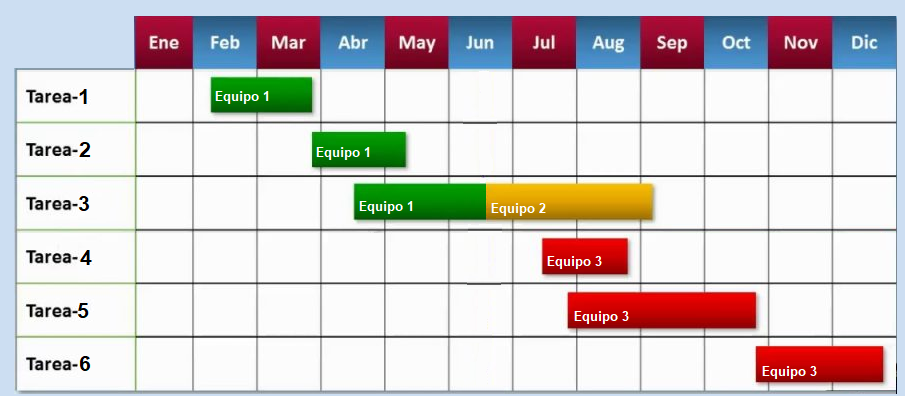 Ene Feb Mar Abr May Jun Jul Aug Sep Oct Nov Dic
Tarea-1 Equipo 1
Tarea-2 Equipo 1
Tarea-3 Equipo 1 Equipo 2
Tarea-4 Equipo 3
Tarea-5 Equipo 3
Tarea-6 Equipo 3